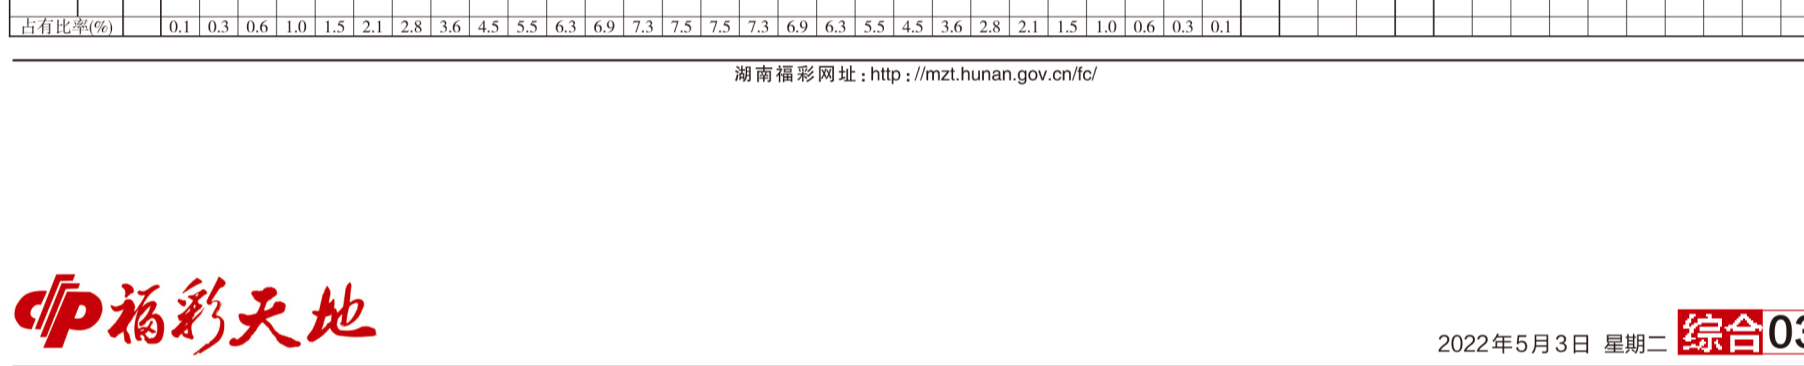 占有比率(%) 0.1 0.3 0.6 1.0 1.5 2.1 2.8 3.6 4.5 5.5 6.3 6.9 7.3 7.5 7.5 7.3 6.9 6.3 5.5 4.5 3.6 2.8 2.1 1.5 1.0 0.6 0.3 0.1
湖南福彩网址:http://mzt.hunan.gov.cn/fc/
福彩天地
2022年5月3日 星期二 综合03